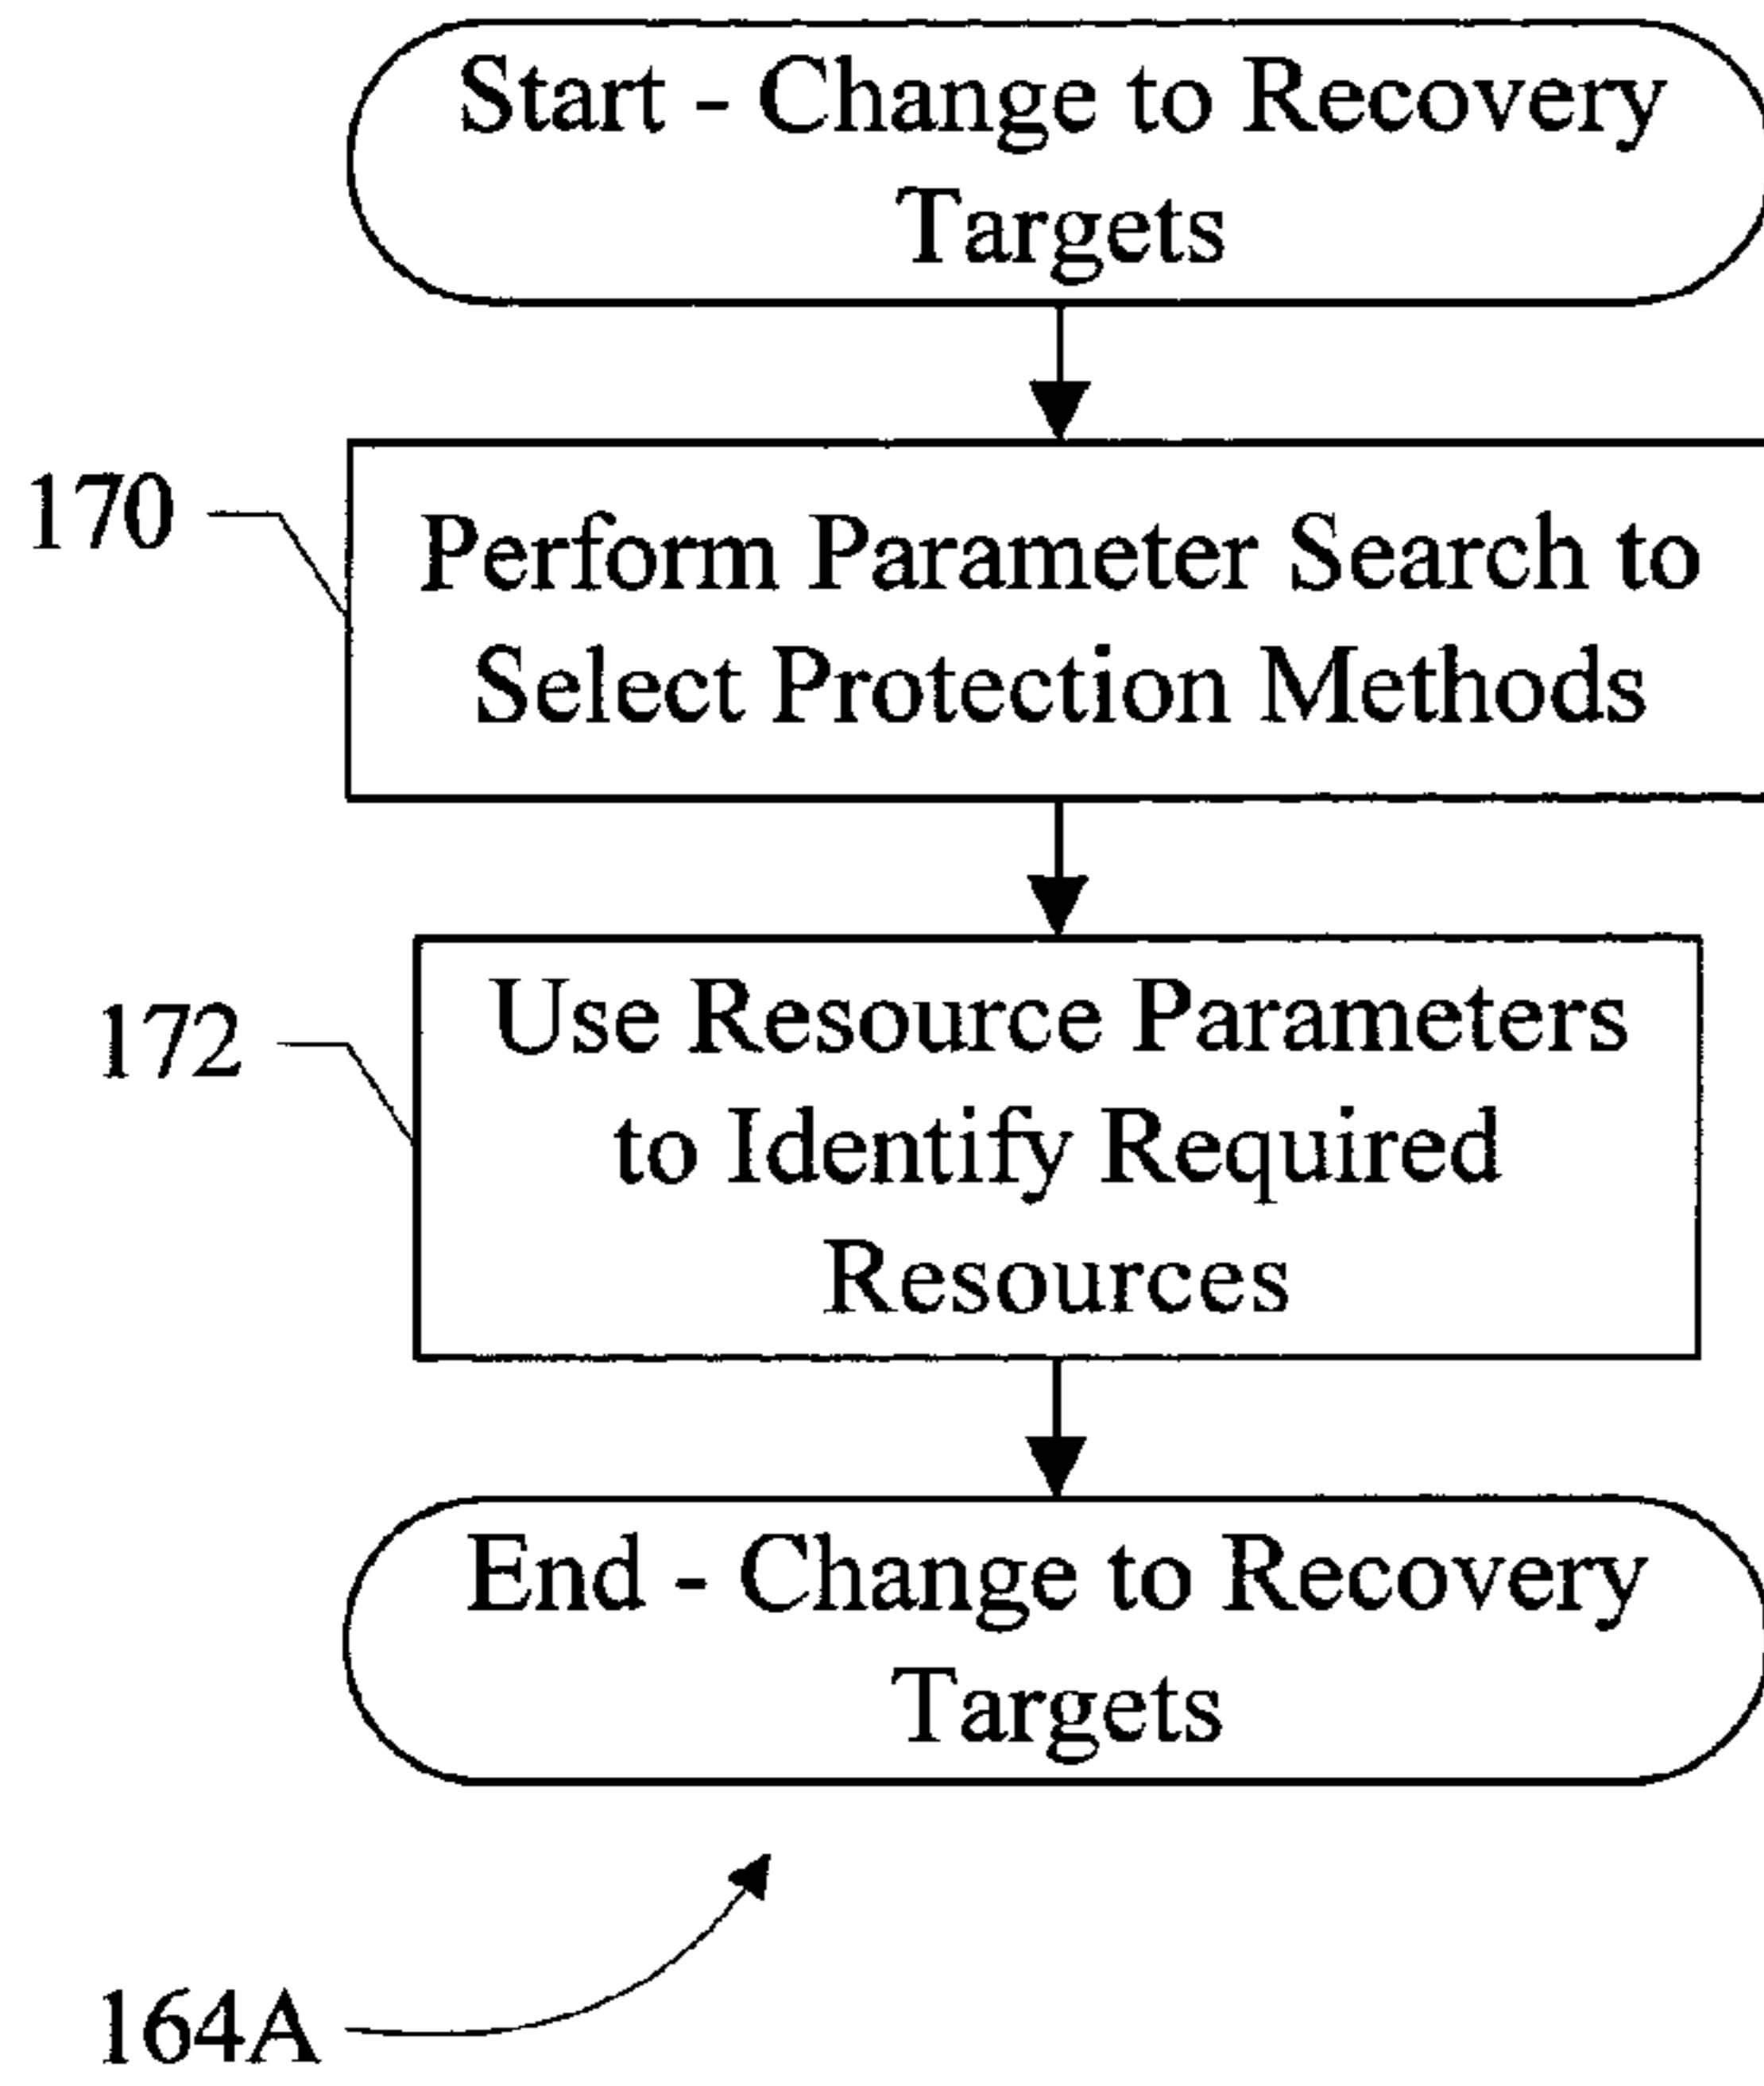 Start - Change to Recovery
Targets
170
Perform Parameter Search to
Select Protection Methods
172
Use Resource Parameters
to Identify Required
Resources
End - Change to Recovery
Targets
164A